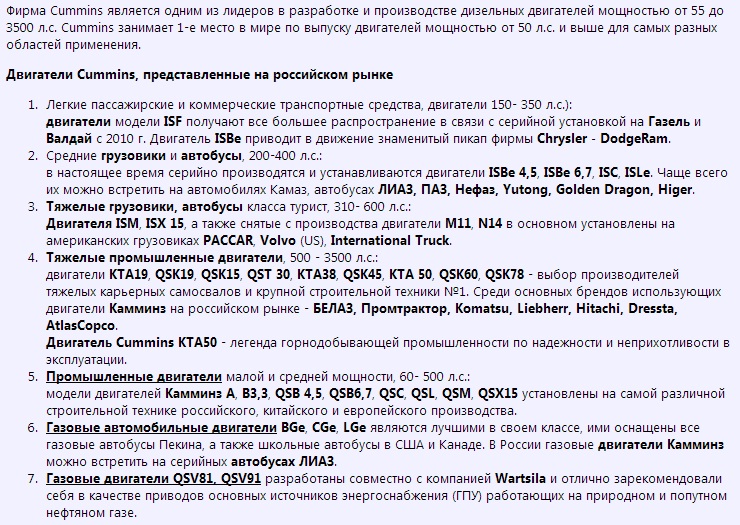 Фирма Cummins является одним из лидеров в разработке и производстве дизельных двигателей мощностью от 55 до
3500 л.с. Cummins занимает 1-е место в мире по выпуску двигателей мощностью от 50 л.с. и выше для самых разных
областей применения.
Двигатели Cummins, представленные на российском рынке
1. Легкие пассажирские и коммерческие транспортные средства, двигатели 150- 350 л.с.):
двигатели модели ISF получают все большее распространение в связи с серийной установкой на Газель и
Валдай с 2010 г. Двигатель ISBe приводит в движение знаменитый пикап фирмы Chrysler - DodgeRam.
2. Средние грузовики и автобусы, 200-400 л.с.:
в настоящее время серийно производятся и устанавливаются двигатели ISBe 4,5, ISBe 6,7, ISC, ISLe. Чаще всего
их можно встретить на автомобилях Камаз, автобусах ЛИАЗ, ПАЗ, Нефаз, Yutong, Golden Dragon, Higer.
3. Тяжелые грузовики, автобусы класса турист, 310- 600 л.с.:
Двигателя ISM, ISX 15, а также снятые с производства двигатели M11, N14 в основном установлены на
американских грузовиках PACCAR, Volvo (US), International Truck.
4. Тяжелые промышленные двигатели, 500 - 3500 л.с.:
двигатели КТА19, QSK19, QSK15, QST 30, КТА38, QSK45, КТА 50, QSK60, QSK78 - выбор производителей
тяжелых карьерных самосвалов и крупной строительной техники №1. Среди основных брендов использующих
двигатели Камминз на российском рынке - БЕЛАЗ, Промтрактор, Komatsu, Liebherr, Hitachi, Dressta,
AtlasCopco.
Двигатель Cummins KTA50 - легенда горнодобывающей промышленности по надежности и неприхотливости в
эксплуатации.
5. Промышленные двигатели малой и средней мощности, 60- 500 л.с.:
модели двигателей Камминз А, В3,3, QSB 4,5, QSB6,7, QSC, QSL, QSM, QSX15 установлены на самой различной
строительной технике российского, китайского и европейского производства.
6. Газовые автомобильные двигатели BGe, CGe, LGe являются лучшими в своем классе, ими оснащены все
газовые автобусы Пекина, а также школьные автобусы в США и Канаде. В России газовые двигатели Камминз
можно встретить на серийных автобусах ЛИАЗ.
7. Газовые двигатели QSV81, QSV91 разработаны совместно с компанией Wartsila и отлично зарекомендовали
себя в качестве приводов основных источников энергоснабжения (ГПУ) работающих на природном и попутном
нефтяном газе.